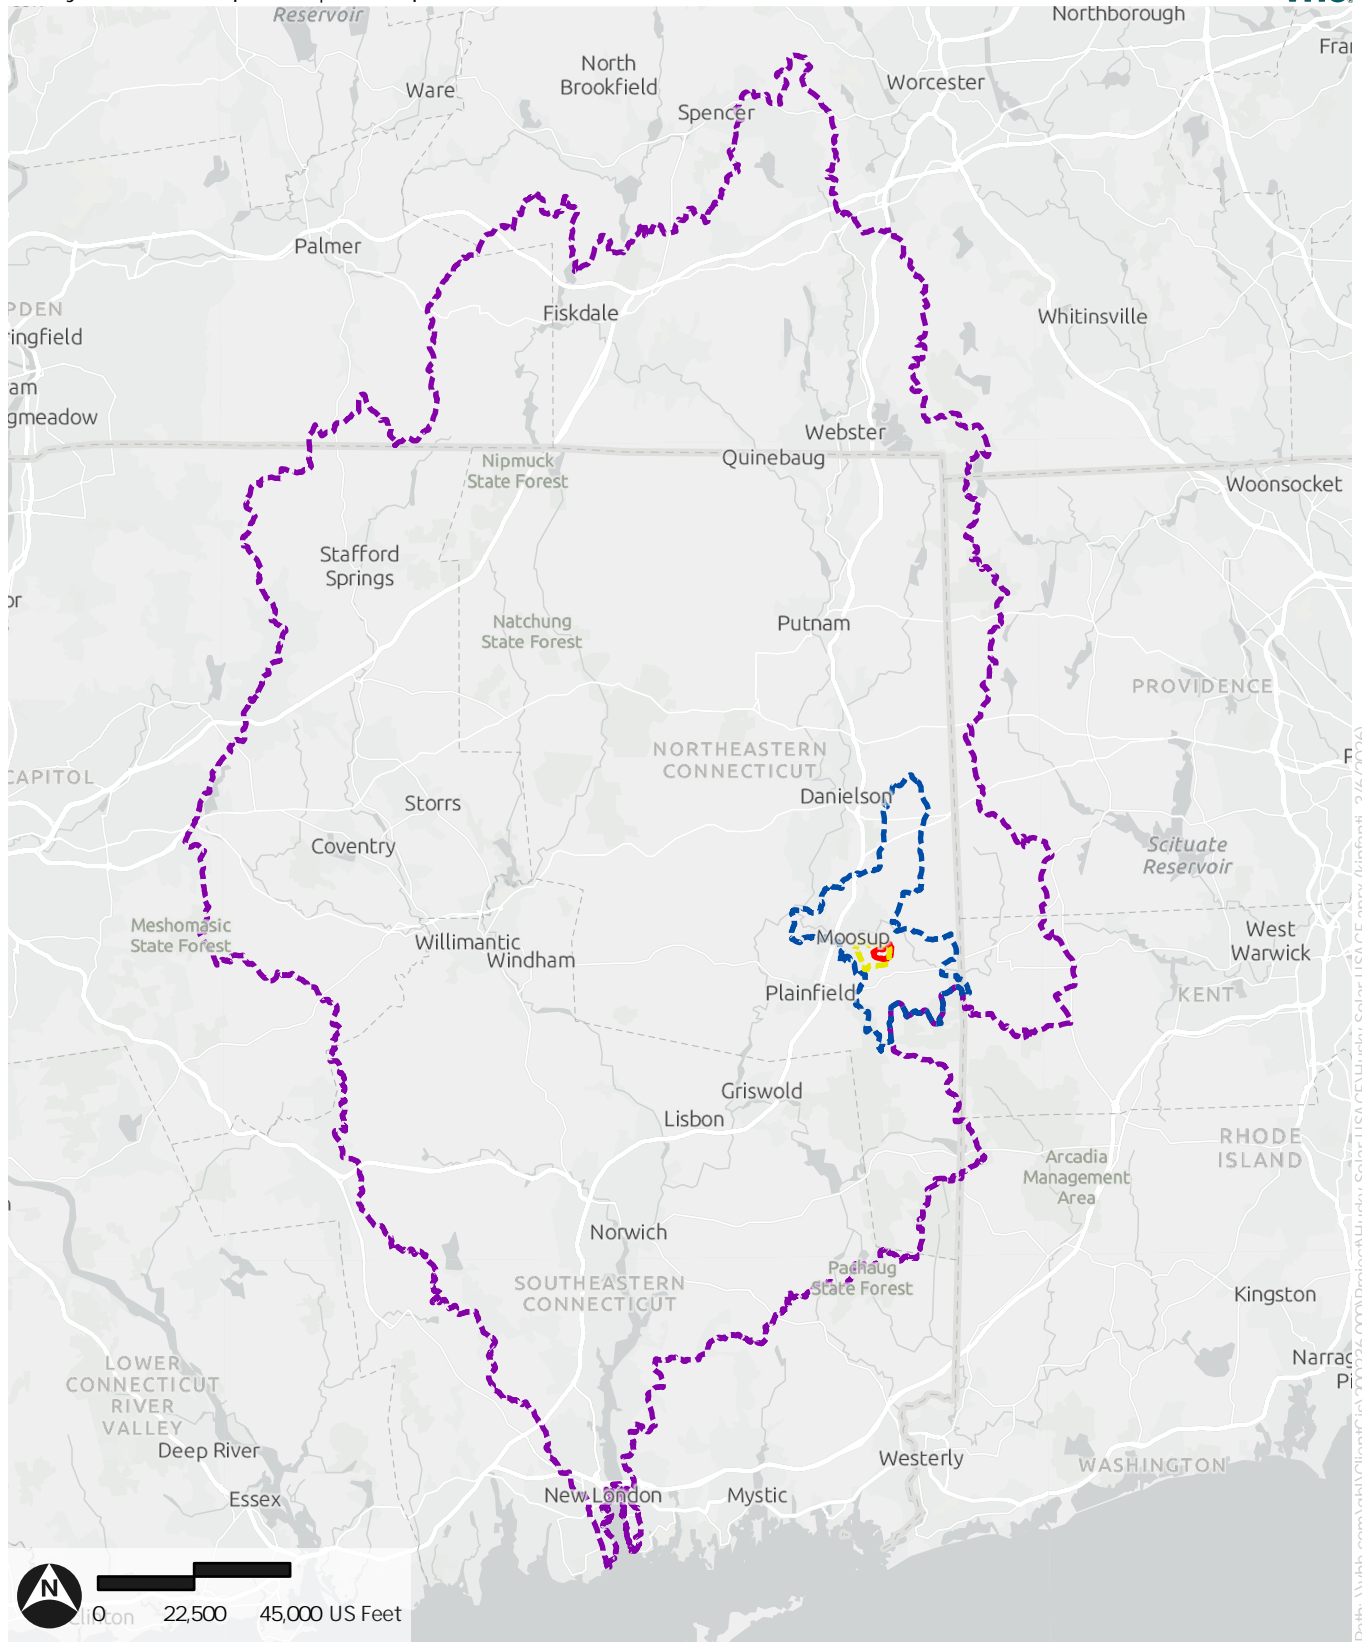 Reservoir
Northborough
North
Brookfield
Ware
Worcester
Spencer
Palmer
Fiskdale
Whitinsville
Webster
Quinebaug
Nipmuck
State Forest
Woonsocket
Stafford
Springs
Natchung
State Forest
Putnam
PROVIDENCE
NORTHEASTERN
CONNECTICUT
CAPITOL
Danielson
Storrs
Coventry
Scituate
Reservoir
Meshomasic
State Forest
Willimantic
Windham
Moosup
West
Warwick
Plainfield
KENT
Griswold
Lisbon
RHODE
ISLAND
Arcadia
Management
Area
Norwich
Pachaug
State Forest
SOUTHEASTERN
CONNECTICUT
Kingston
LOWER
CONNECTICUT
RIVER
VALLEY
Deep River
Westerly
WASHINGTON
Essex
New London
Mystic
N
0 22,500 45,000 US Feet
Clinton